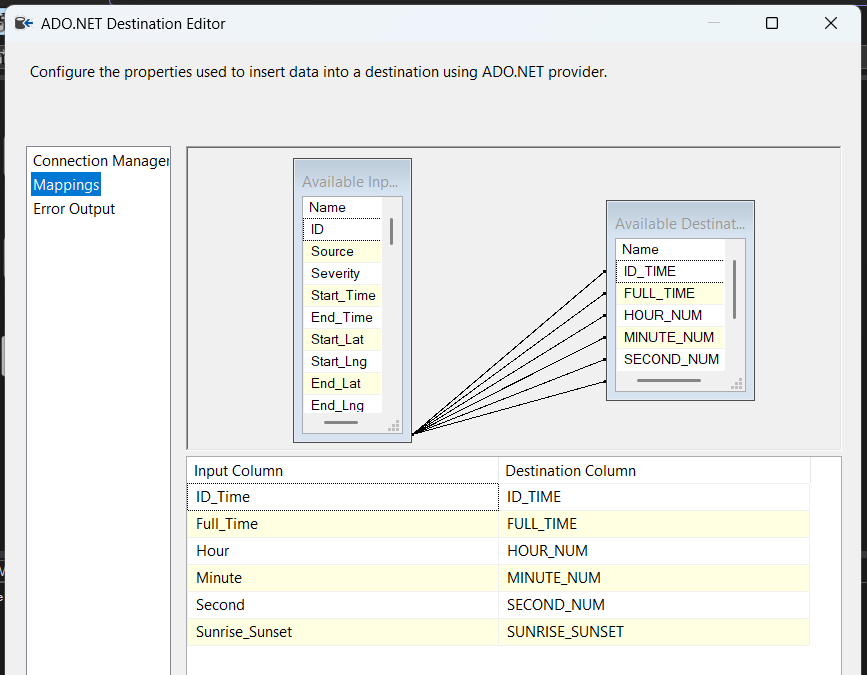 ADO.NET Destination Editor
Configure the properties used to insert data into a destination using ADO.NET provider.
Connection Manager
Mappings
Error Output
Available Inp...
Name
ID
Source
Severity
Start_Time
End_Time
Start_Lat
Start_Lng
End_Lat
End_Lng
Available Destinat...
Name
ID_TIME
FULL_TIME
HOUR_NUM
MINUTE_NUM
SECOND_NUM
Input Column Destination Column
ID_Time ID_TIME
Full_Time FULL_TIME
Hour HOUR_NUM
Minute MINUTE_NUM
Second SECOND_NUM
Sunrise_Sunset SUNRISE_SUNSET